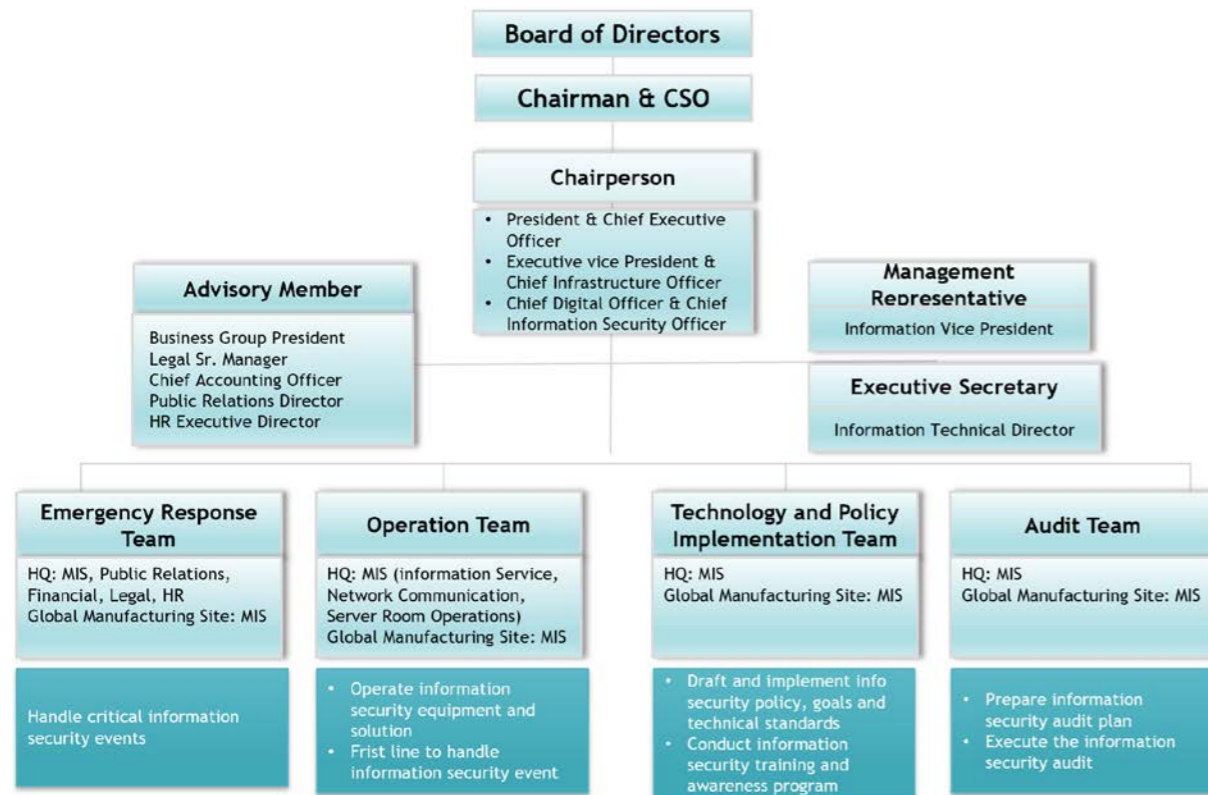 Board of Directors
Chairman & CSO
Chairperson
• President & Chief Executive
Officer
• Executive vice President &
Chief Infrastructure Officer
• Chief Digital Officer & Chief
Information Security Officer
Advisory Member
Business Group President
Legal Sr. Manager
Chief Accounting Officer
Public Relations Director
HR Executive Director
Management
Representative
Information Vice President
Executive Secretary
Information Technical Director
Emergency Response
Team
HQ: MIS, Public Relations,
Financial, Legal, HR
Global Manufacturing Site: MIS
Handle critical information
security events
Operation Team
HQ: MIS (information Service,
Network Communication,
Server Room Operations)
Global Manufacturing Site: MIS
• Operate information
security equipment and
solution
• Frist line to handle
information security event
Technology and Policy
Implementation Team
HQ: MIS
Global Manufacturing Site: MIS
• Draft and implement info
security policy, goals and
technical standards
• Conduct information
security training and
awareness program
Audit Team
HQ: MIS
Global Manufacturing Site: MIS
• Prepare information
security audit plan
• Execute the information
security audit